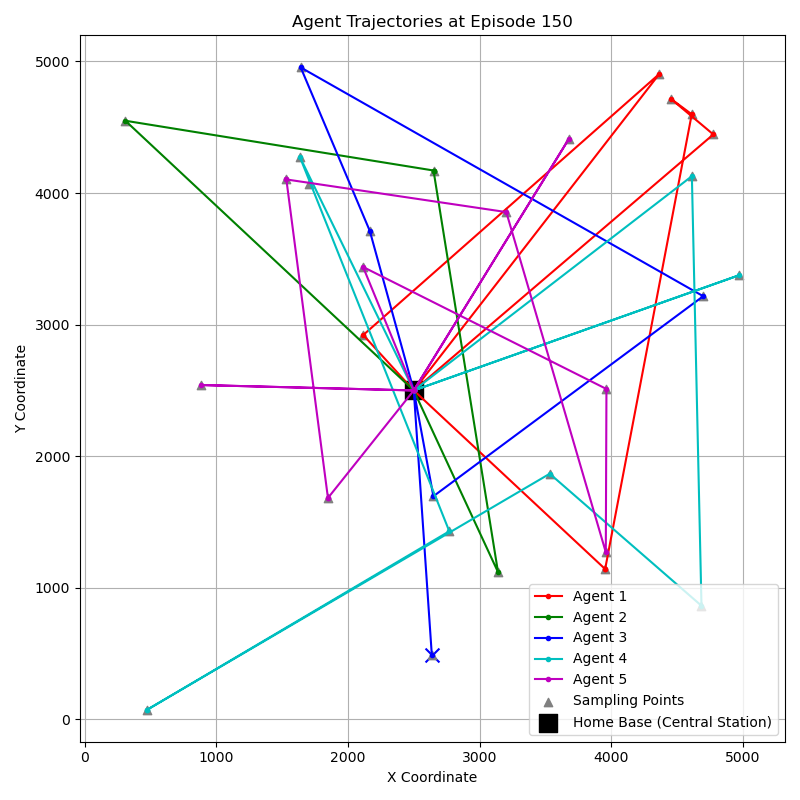 Agent Trajectories at Episode 150
5000
4000
3000
2000
1000
0
Y Coordinate
0
1000
2000
3000
4000
5000
X Coordinate
Agent 1
Agent 2
Agent 3
Agent 4
Agent 5
Sampling Points
Home Base (Central Station)